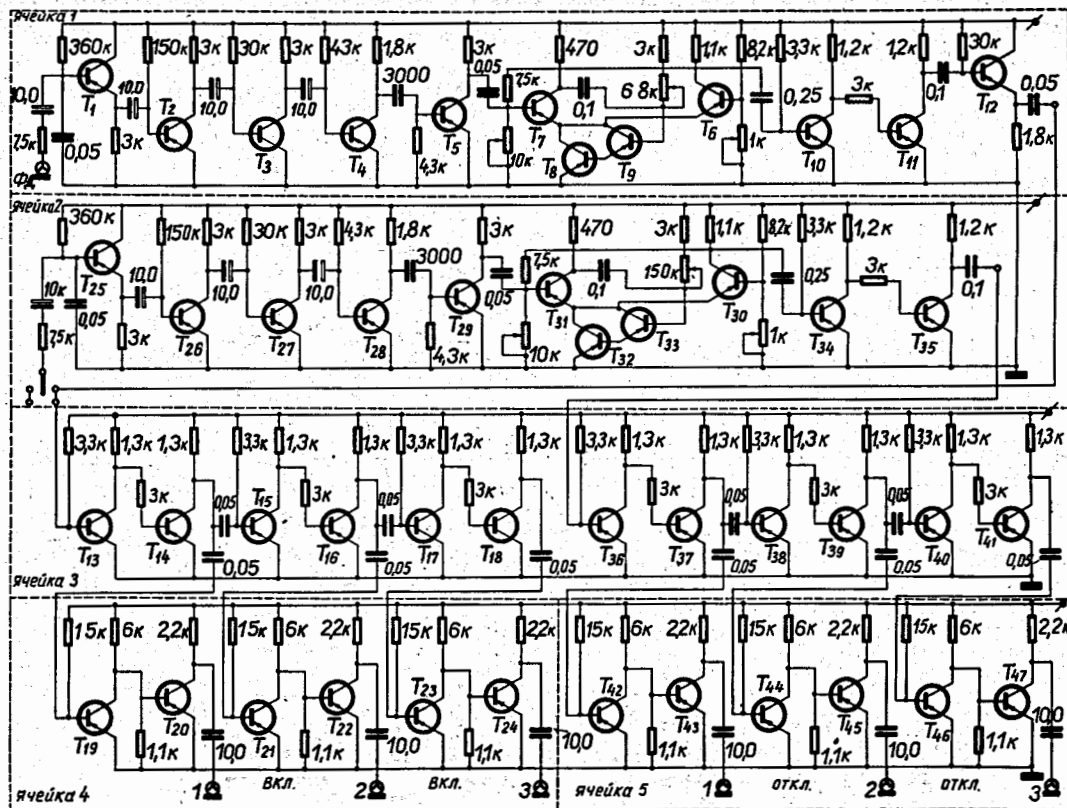 ячейка 1
360к 150к 3к 30к 3к 43к 1,8к 3к 470 3к 1,1к 8,2к 3,3к 1,2к 1,2к 30к
10,0 T1 10,0 T2 10,0 T3 10,0 T4 3000 T5 0,05 7,5к T7 0,1 6 8к T6 0,25 3к 0,1 T12 0,05
7,5к 0,05 3к 4,3к 10к T8 T9 1к T10 T11 1,8к
ячейка2
360к 150к 3к 30к 3к 4,3к 1,8к 3к 470 3к 1,1к 8,2к 3,3к 1,2к 1,2к
T25 10,0 10,0 10,0 3000 0,05 7,5к 0,1 150к T30 0,25 3к 0,1
10к 0,05 T29 T31
7,5к 3к T26 T27 T28 4,3к 10к T32 T33 1к T34 T35
3,3к 1,3к 1,3к 3,3к 1,3к 1,3к 3,3к 1,3к 1,3к 3,3к 1,3к 1,3к 3,3к 1,3к 1,3к 3,3к 1,3к 1,3к
3к 0,05 T15 3к 0,05 3к 3к 0,05 3к 0,05 3к
T13 T14 T16 T17 T18 T36 T37 T38 T39 T40 T41
0,05 0,05 0,05 0,05 0,05 0,05
ячейка 3
15к 6к 2,2к 15к 6к 2,2к 15к 6к 2,2к 15к 6к 2,2к 15к 6к 2,2к 15к 6к 2,2к
T19 T20 T21 T22 T23 T24 T42 T43 T44 T45 T46 T47
1,1к 10,0 1,1к 10,0 1,1к 10,0 1,1к 10,0 1,1к 10,0 1,1к 10,0
ячейка 4 1 вкл. 2 вкл. 3 ячейка 5 1 откл. 2 откл. 3